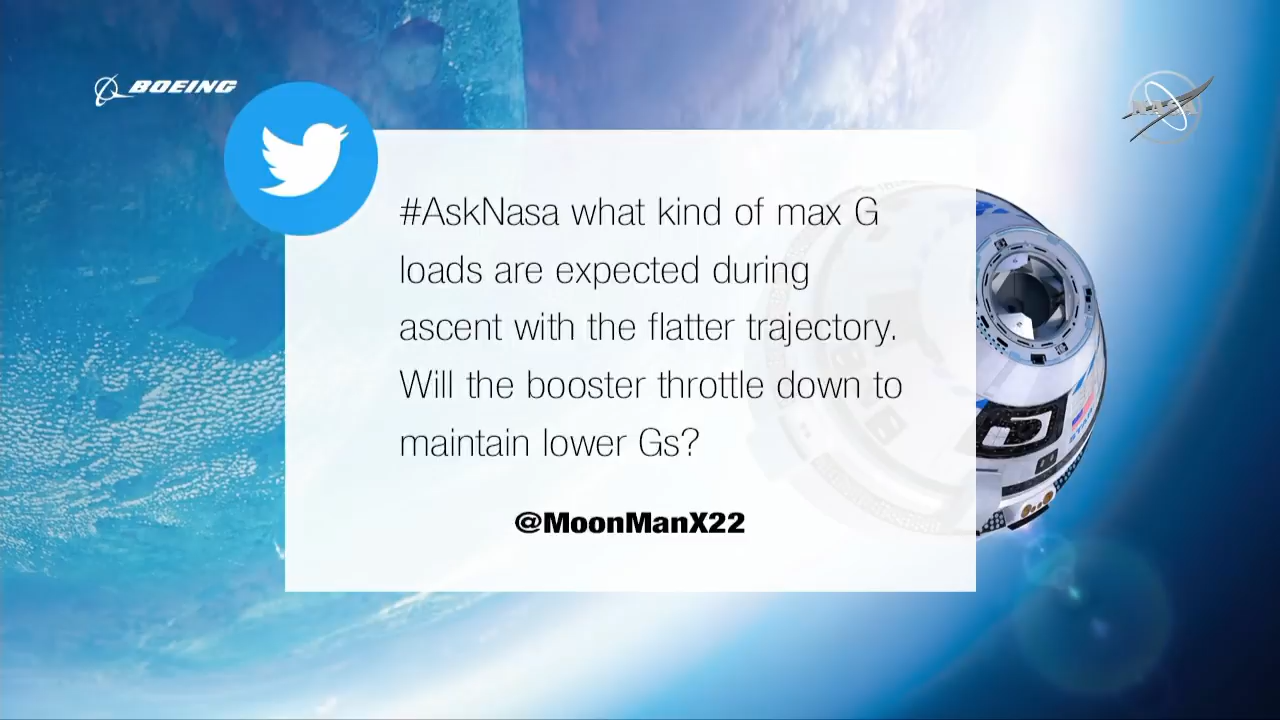 BOEING
NASA
#AskNasa what kind of max G
loads are expected during
ascent with the flatter trajectory.
Will the booster throttle down to
maintain lower Gs?
@MoonManX22